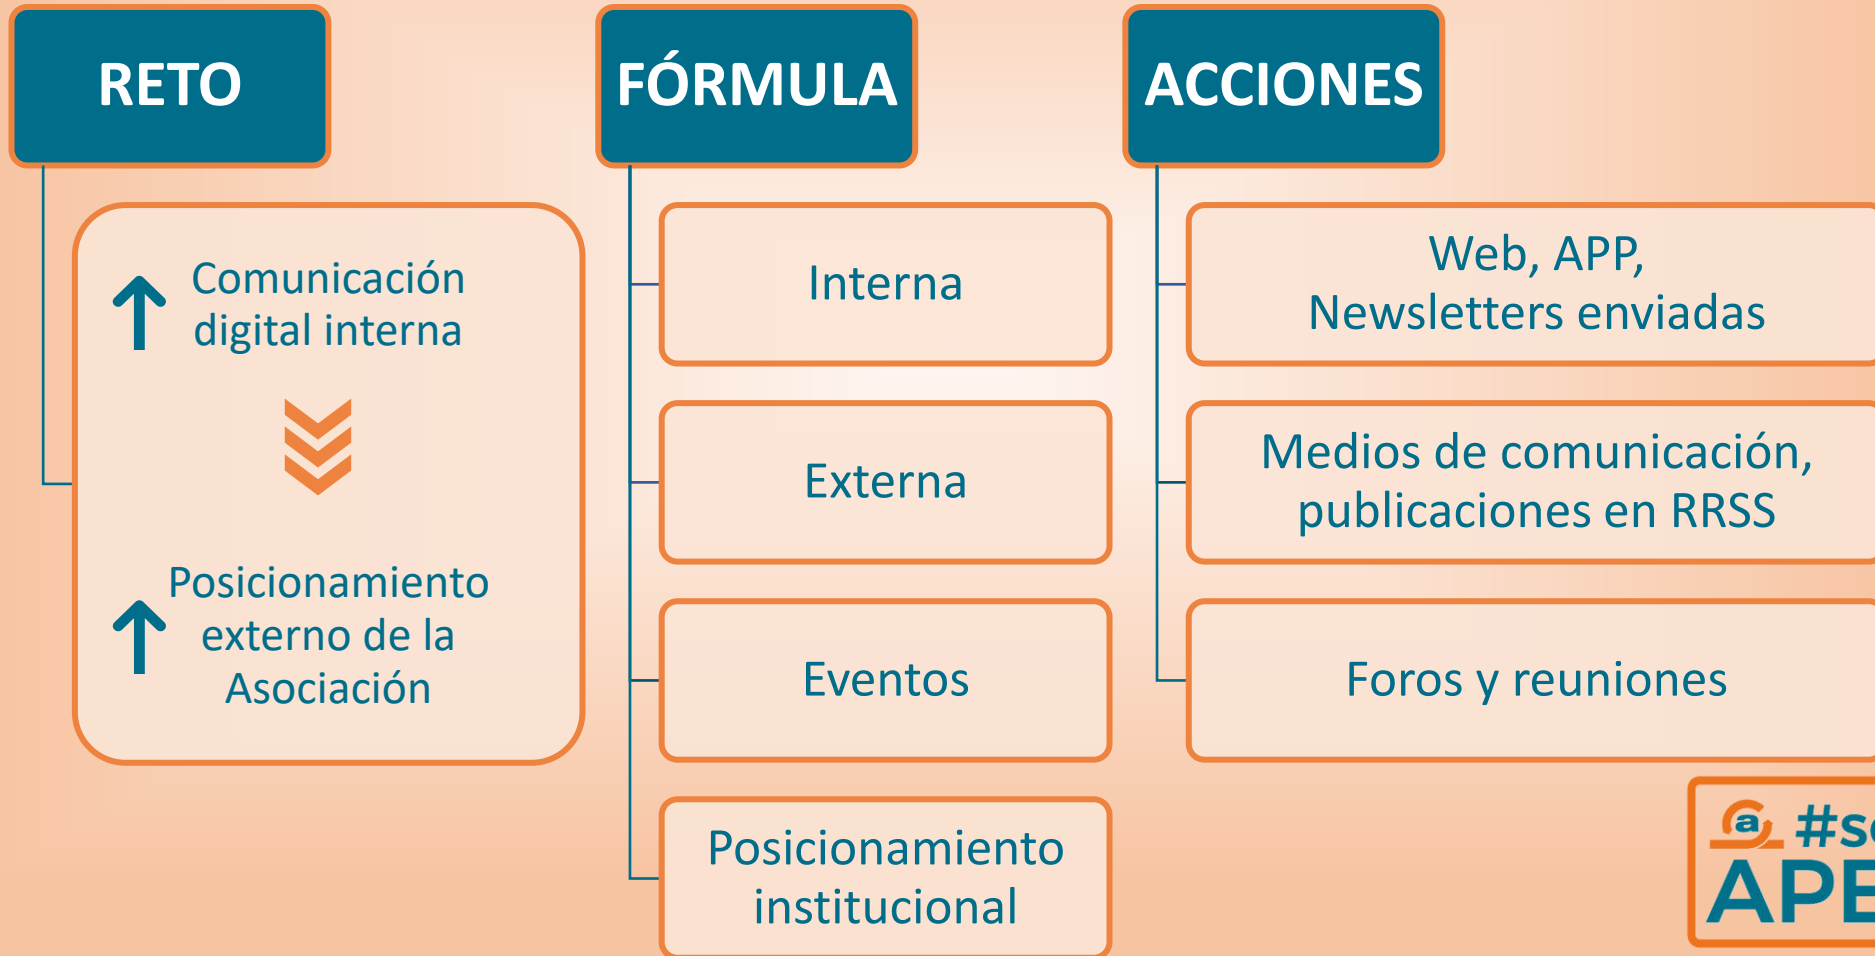 RETO
Comunicación
digital interna
Posicionamiento
externo de la
Asociación
FÓRMULA
Interna
Externa
Eventos
Posicionamiento
institucional
ACCIONES
Web, APP,
Newsletters enviadas
Medios de comunicación,
publicaciones en RRSS
Foros y reuniones
a